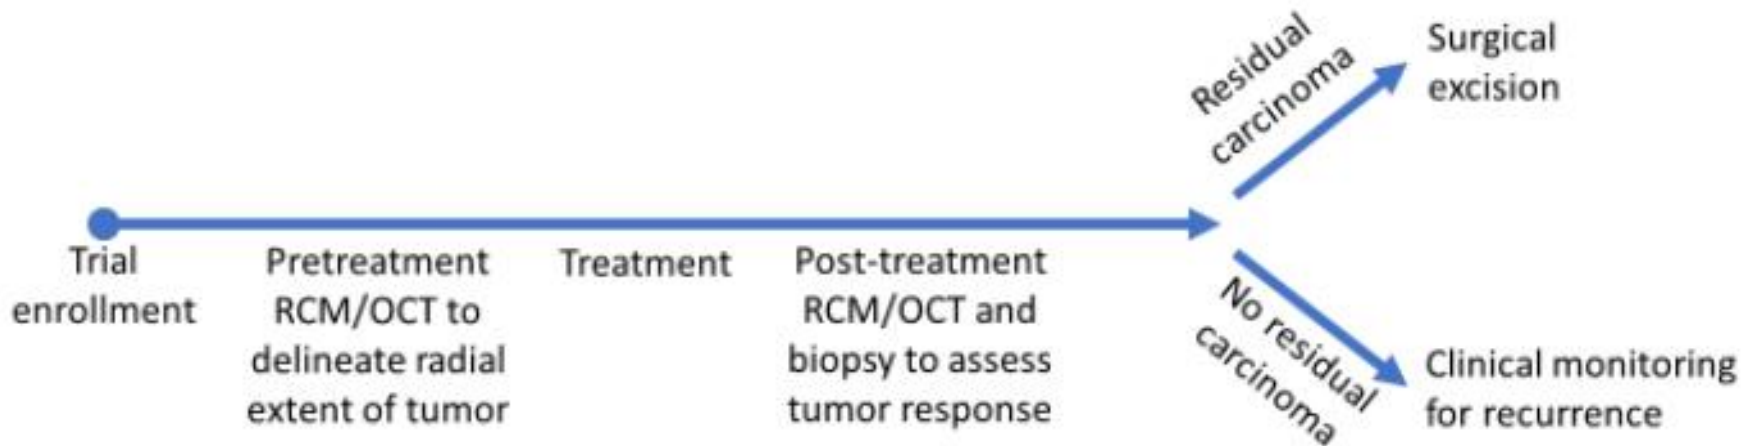 Trial
enrollment
Pretreatment
RCM/OCT to
delineate radial
extent of tumor
Treatment
Post-treatment
RCM/OCT and
biopsy to assess
tumor response
Residual
carcinoma
Surgical
excision
No residual
carcinoma
Clinical monitoring
for recurrence